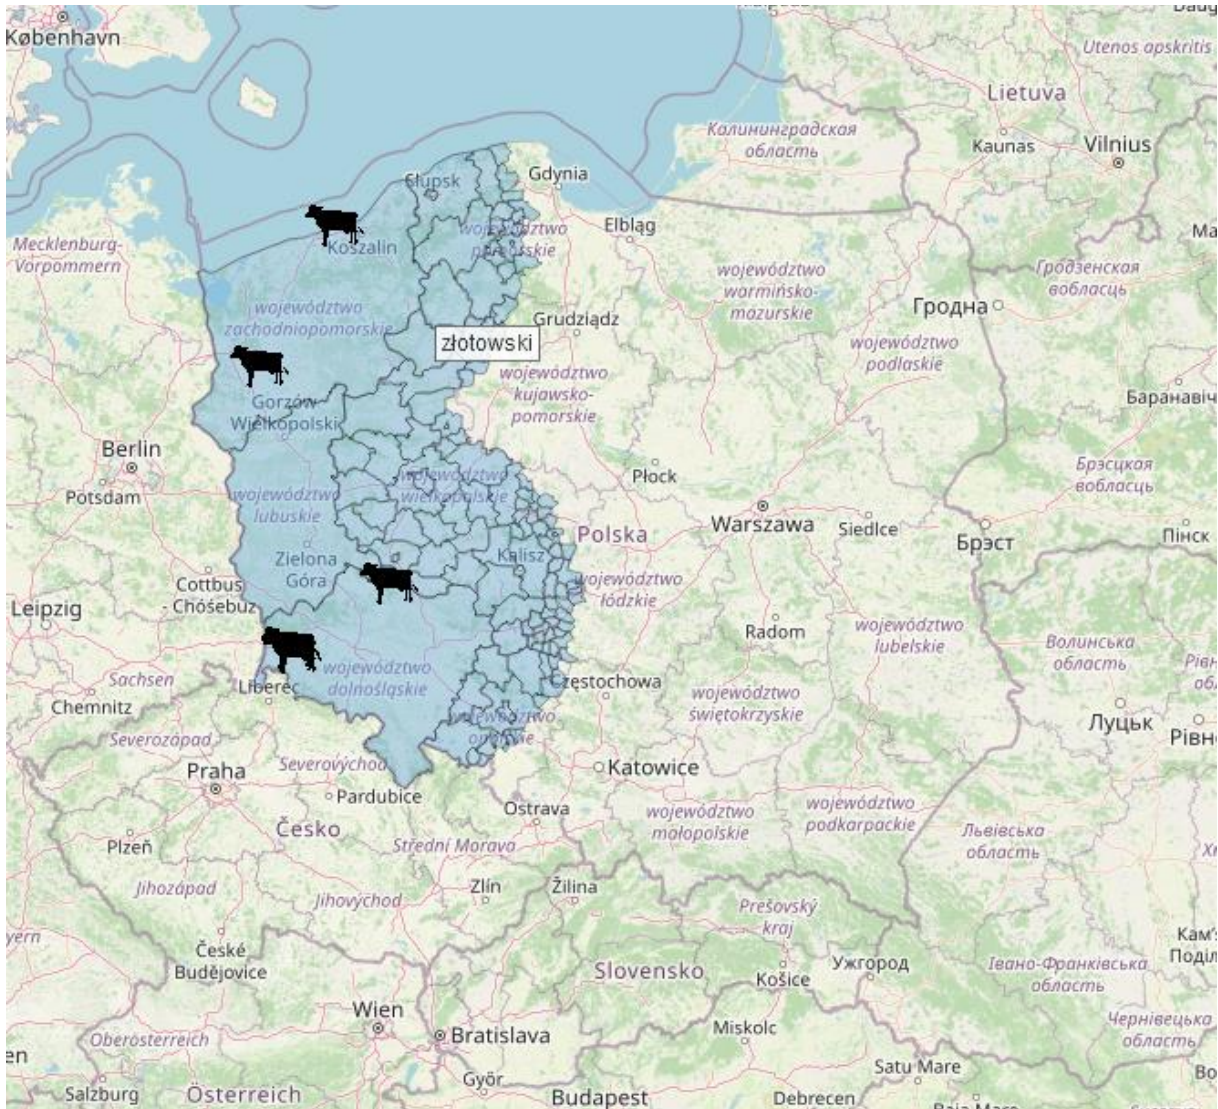 København
Utenos apskritis
Lietuva
Калининградская
область
Kaunas
Vilnius
Słupsk
Gdynia
Elbląg
Mecklenburg-
Vorpommern
Koszalin
województwo
pomorskie
województwo
warmińsko-
mazurskie
Гродзенская
вобласць
Гродна
województwo
zachodniopomorskie
Grudziądz
złotowski
województwo
podlaskie
województwo
kujawsko-
pomorskie
Gorzów
Wielkopolski
Berlin
Potsdam
Płock
Брэсцкая
вобласць
województwo
lubuskie
województwo
wielkopolskie
Warszawa
Siedlce
Polska
Брэст
Пінск
Zielona
Góra
Kalisz
Cottbus
- Chóśebuz
województwo
łódzkie
Leipzig
Radom
województwo
lubelskie
Волинська
область
Sachsen
Chemnitz
Liberec
województwo
dolnośląskie
Częstochowa
województwo
świętokrzyskie
województwo
opolskie
Луцьк
Severozápad
Severovýchod
Praha
Pardubice
Katowice
Ostrava
województwo
małopolskie
województwo
podkarpackie
Львівська
область
Česko
Plzeň
Střední Morava
Jihozápad
Jihovýchod
Zlín
Žilina
Prešovský
kraj
České
Budějovice
Slovensko
Košice
Ужгород
Івано-Франківська
область
Wien
Bratislava
Miskolc
Чернівецька
область
Oberösterreich
Salzburg
Österreich
Győr
Budapest
Debrecen
Satu Mare